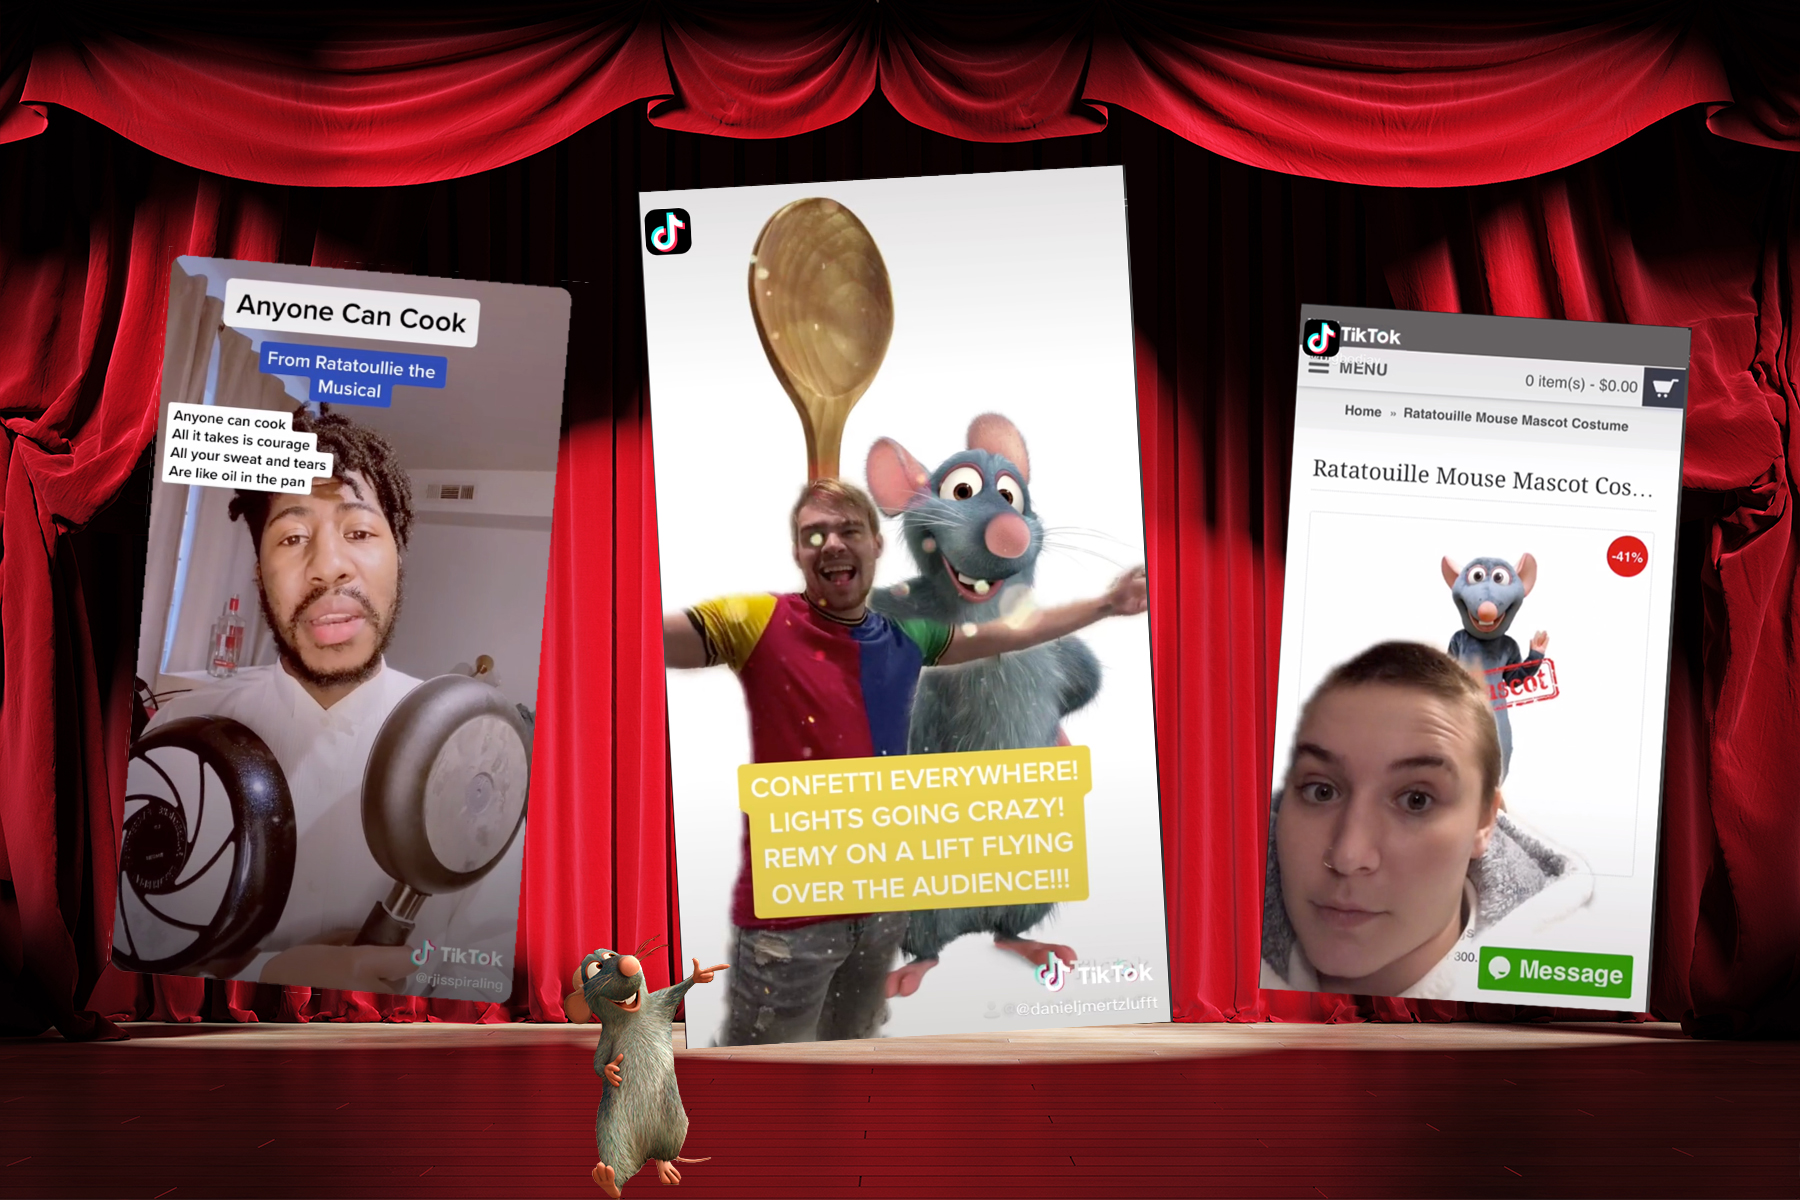 Anyone Can Cook
From Ratatoullie the
Musical
Anyone can cook
All it takes is courage
All your sweat and tears
Are like oil in the pan
TikTok
@rjisspiraling
CONFETTI EVERYWHERE!
LIGHTS GOING CRAZY!
REMY ON A LIFT FLYING
OVER THE AUDIENCE!!!
TikTok
@danieljmertzlufft
TikTok
MENU
0 item(s) - $0.00
Home » Ratatouille Mouse Mascot Costume
Ratatouille Mouse Mascot Cos...
-41%
scot
300.
Message